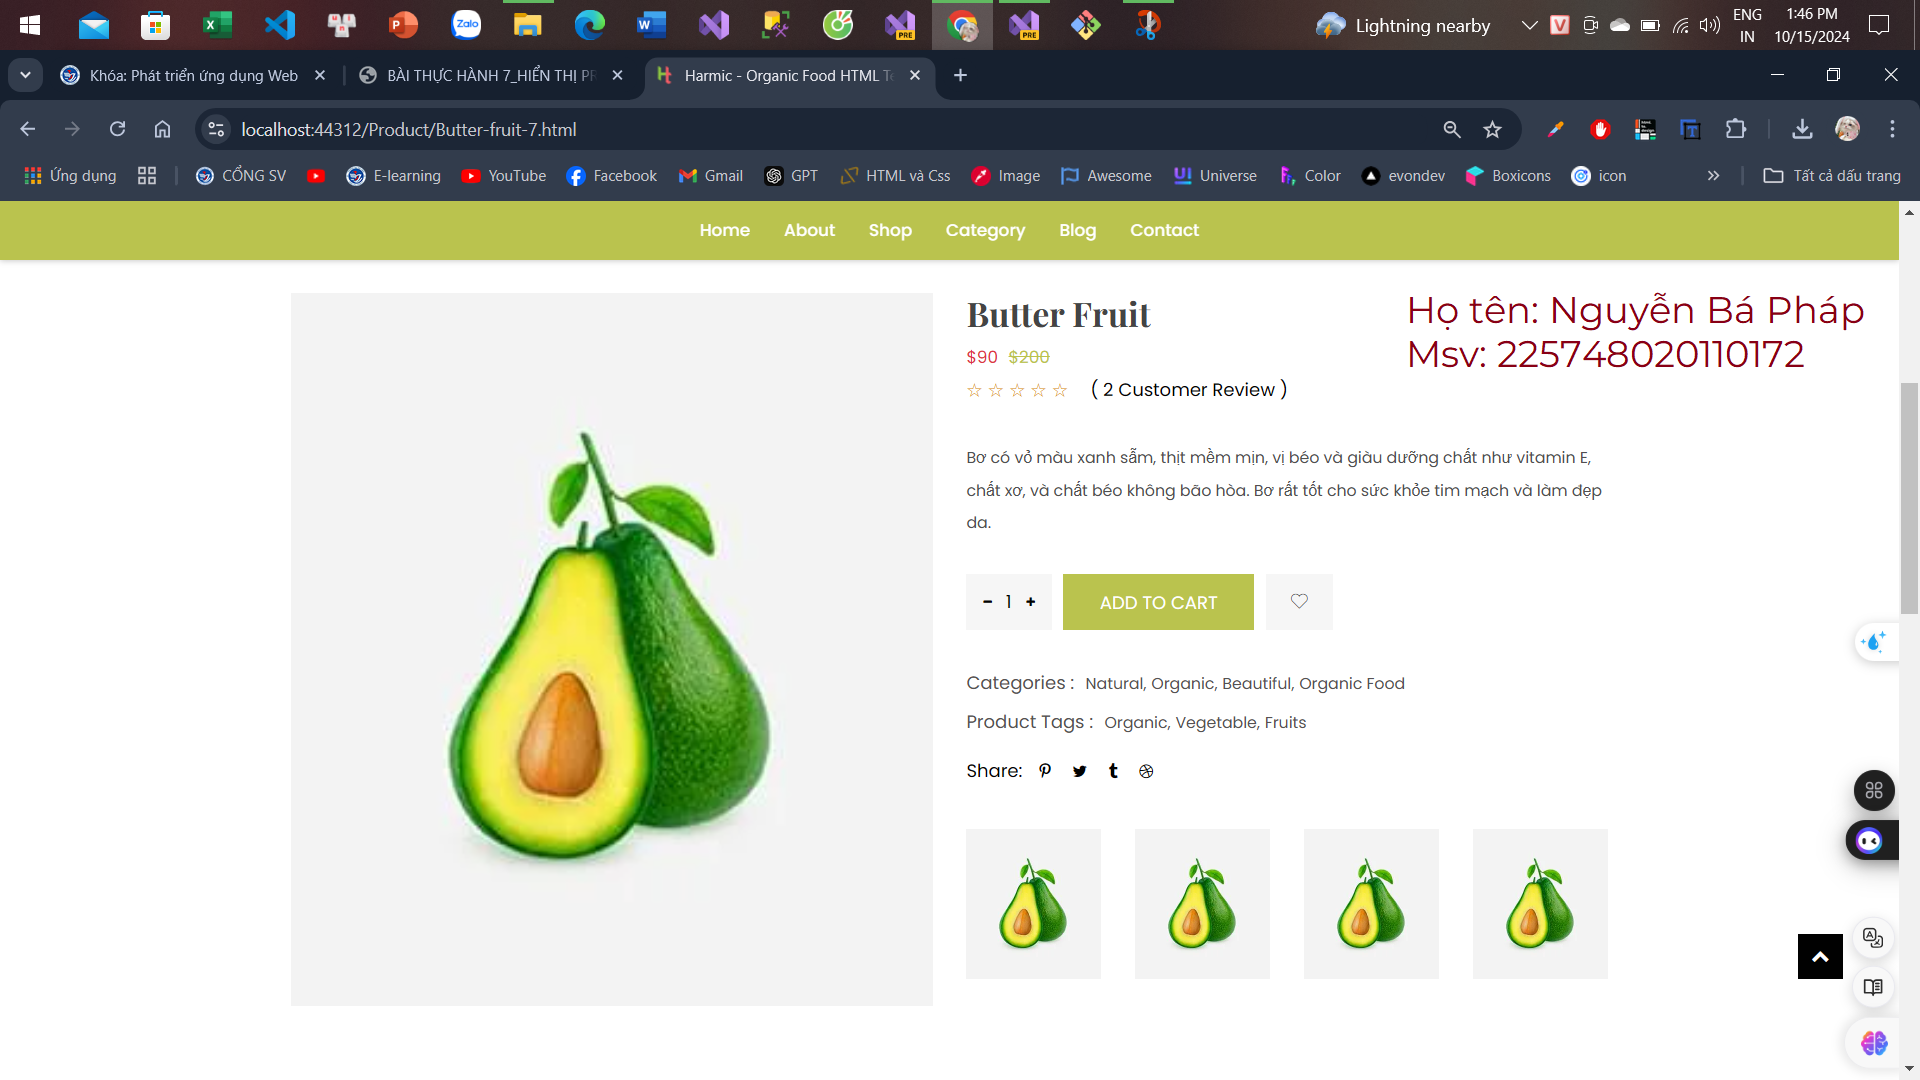 Lightning nearby
ENG
IN
1:46 PM
10/15/2024
Zalo
PRE
PRE
Khóa: Phát triển ứng dụng Web
BÀI THỰC HÀNH 7_HIỂN THỊ PR
Harmic - Organic Food HTML Te
localhost:44312/Product/Butter-fruit-7.html
Ứng dụng
CỔNG SV
E-learning
YouTube
Facebook
Gmail
GPT
HTML và Css
Image
Awesome
Universe
Color
evondev
Boxicons
icon
Tất cả dấu trang
Home
About
Shop
Category
Blog
Contact
Butter Fruit
Họ tên: Nguyễn Bá Pháp
Msv: 225748020110172
$90 $200
( 2 Customer Review )
Bơ có vỏ màu xanh sẫm, thịt mềm mịn, vị béo và giàu dưỡng chất như vitamin E,
chất xơ, và chất béo không bão hòa. Bơ rất tốt cho sức khỏe tim mạch và làm đẹp
da.
- 1 +
ADD TO CART
Categories : Natural, Organic, Beautiful, Organic Food
Product Tags : Organic, Vegetable, Fruits
Share: